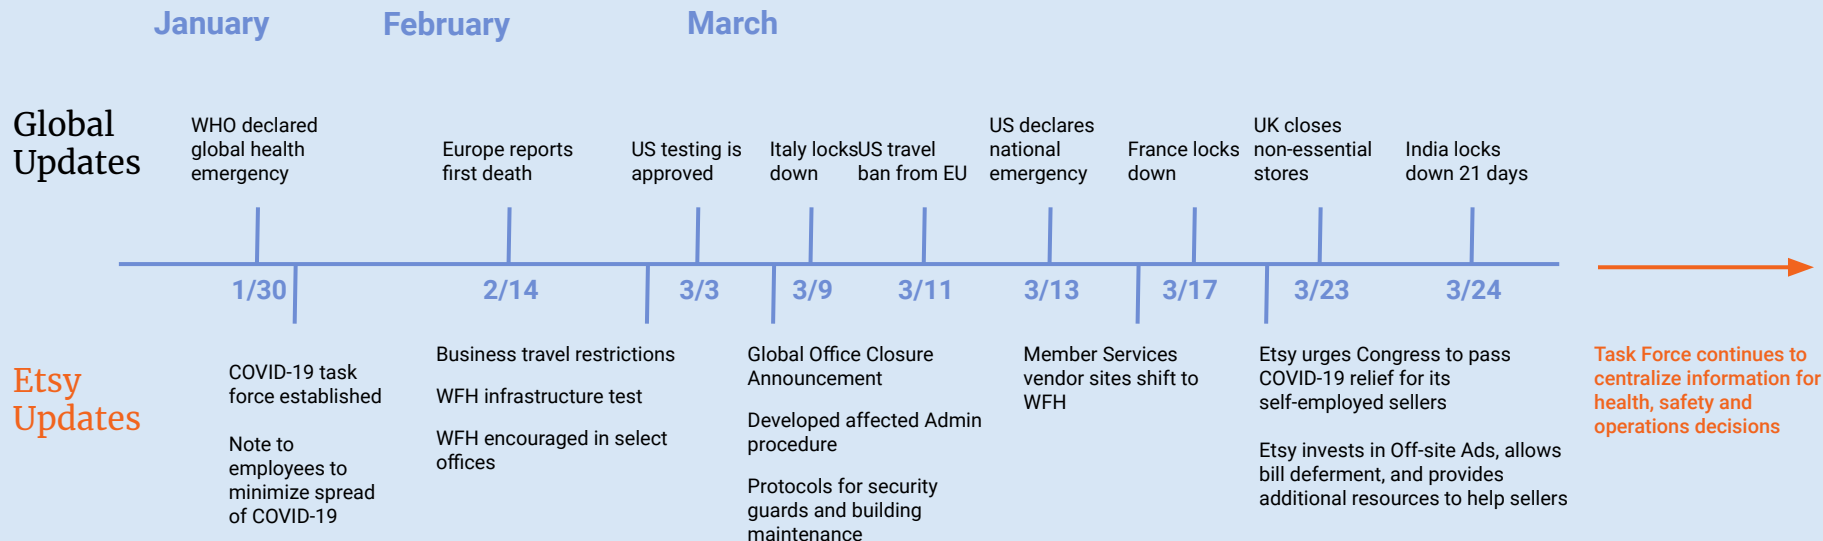 January
February
March
Global
Updates
WHO declared
global health
emergency
Europe reports
first death
US testing is
approved
Italy locks
down
US travel
ban from EU
US declares
national
emergency
France locks
down
UK closes
non-essential
stores
India locks
down 21 days
1/30
2/14
3/3
3/9
3/11
3/13
3/17
3/23
3/24
Etsy
Updates
COVID-19 task
force established
Note to
employees to
minimize spread
of COVID-19
Business travel restrictions
WFH infrastructure test
WFH encouraged in select
offices
Global Office Closure
Announcement
Developed affected Admin
procedure
Protocols for security
guards and building
maintenance
Member Services
vendor sites shift to
WFH
Etsy urges Congress to pass
COVID-19 relief for its
self-employed sellers
Etsy invests in Off-site Ads, allows
bill deferment, and provides
additional resources to help sellers
Task Force continues to
centralize information for
health, safety and
operations decisions